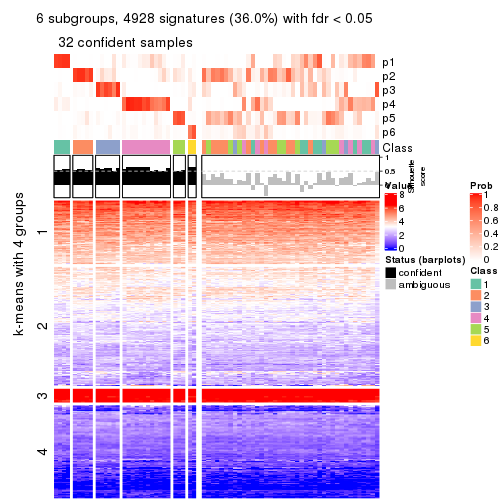 6 subgroups, 4928 signatures (36.0%) with fdr < 0.05
32 confident samples
p1
p2
p3
p4
p5
p6
Class
1
0.5
0
Silhouette
score
k-means with 4 groups
1
2
3
4
Value
8
6
4
2
0
Status (barplots)
confident
ambiguous
Prob
1
0.8
0.6
0.4
0.2
0
Class
1
2
3
4
5
6